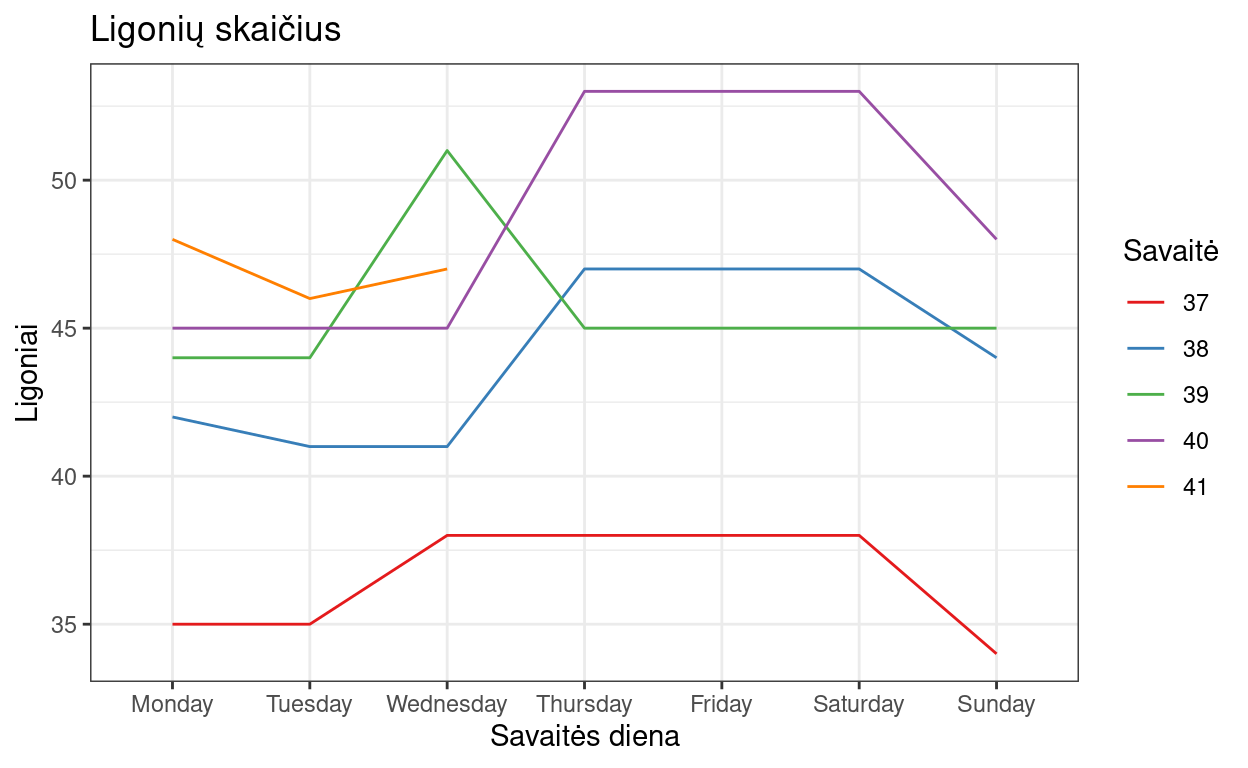 Ligonių skaičius
Ligoniai
50
45
40
35
Monday Tuesday Wednesday Thursday Friday Saturday Sunday
Savaitės diena
Savaitė
37
38
39
40
41